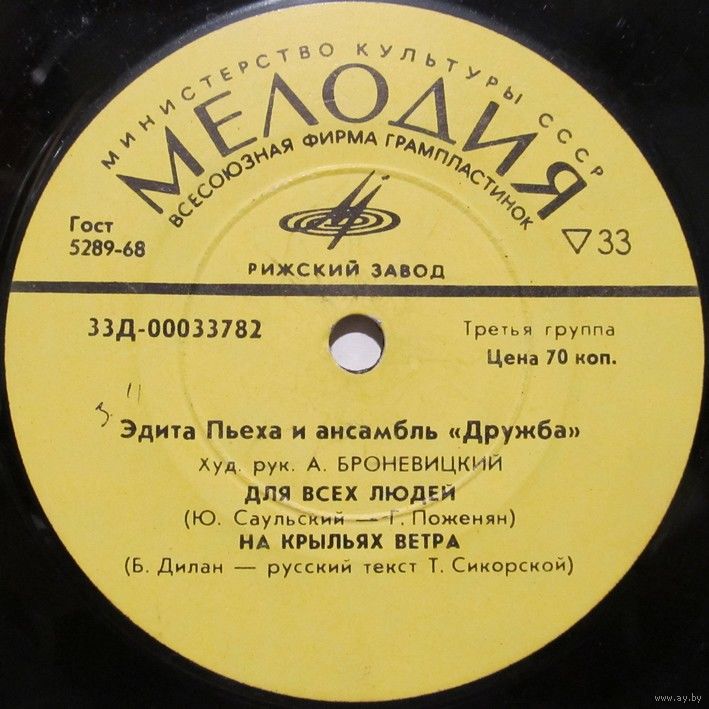 МИНИСТЕРСТВО КУЛЬТУРЫ СССР
МЕЛОДИЯ
ВСЕСОЮЗНАЯ ФИРМА ГРАМПЛАСТИНОК
Гост
5289-68
33
РИЖСКИЙ ЗАВОД
33Д-00033782
Третья группа
Цена 70 коп.
Эдита Пьеха и ансамбль «Дружба»
Худ. рук. А. БРОНЕВИЦКИЙ
ДЛЯ ВСЕХ ЛЮДЕЙ
(Ю. Саульский — Г. Поженян)
НА КРЫЛЬЯХ ВЕТРА
(Б. Дилан — русский текст Т. Сикорской)
www.ay.by